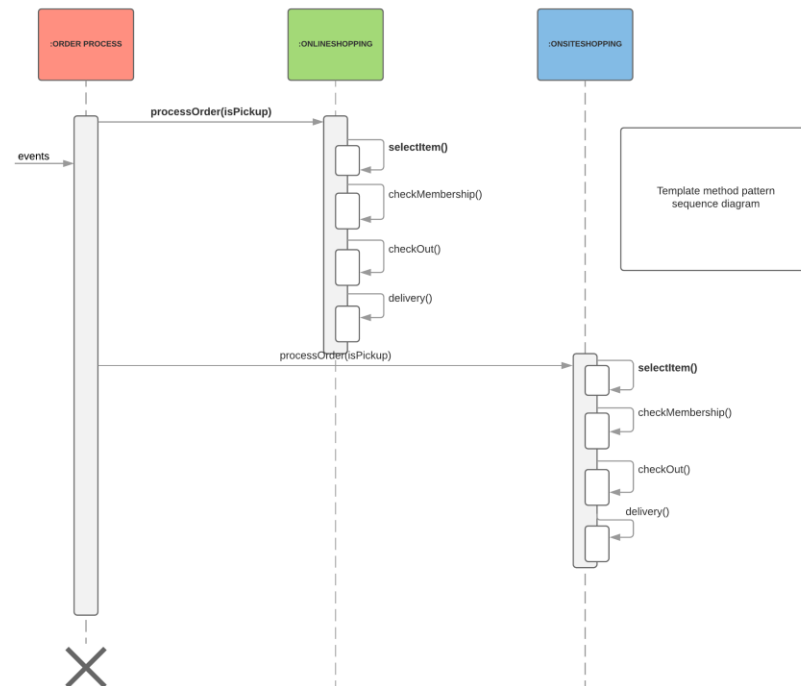 :ORDER PROCESS
:ONLINESHOPPING
:ONSITESHOPPING
processOrder(isPickup)
events
selectItem()
checkMembership()
checkOut()
delivery()
Template method pattern
sequence diagram
processOrder(isPickup)
selectItem()
checkMembership()
checkOut()
delivery()